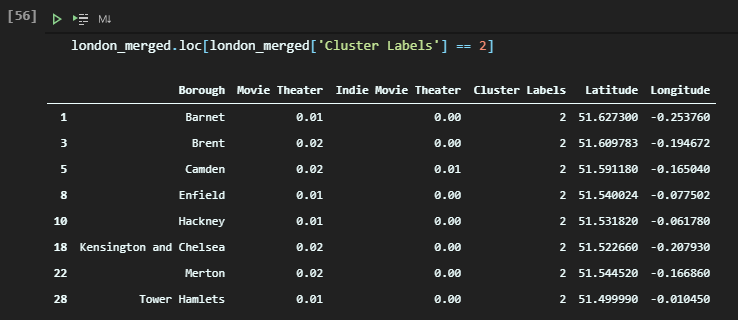 [56]
M↓
london_merged.loc[london_merged['Cluster Labels'] == 2]
Borough Movie Theater Indie Movie Theater Cluster Labels Latitude Longitude
1 Barnet 0.01 0.00 2 51.627300 -0.253760
3 Brent 0.02 0.00 2 51.609783 -0.194672
5 Camden 0.02 0.01 2 51.591180 -0.165040
8 Enfield 0.01 0.00 2 51.540024 -0.077502
10 Hackney 0.01 0.00 2 51.531820 -0.061780
18 Kensington and Chelsea 0.02 0.00 2 51.522660 -0.207930
22 Merton 0.02 0.00 2 51.544520 -0.166860
28 Tower Hamlets 0.01 0.00 2 51.499990 -0.010450